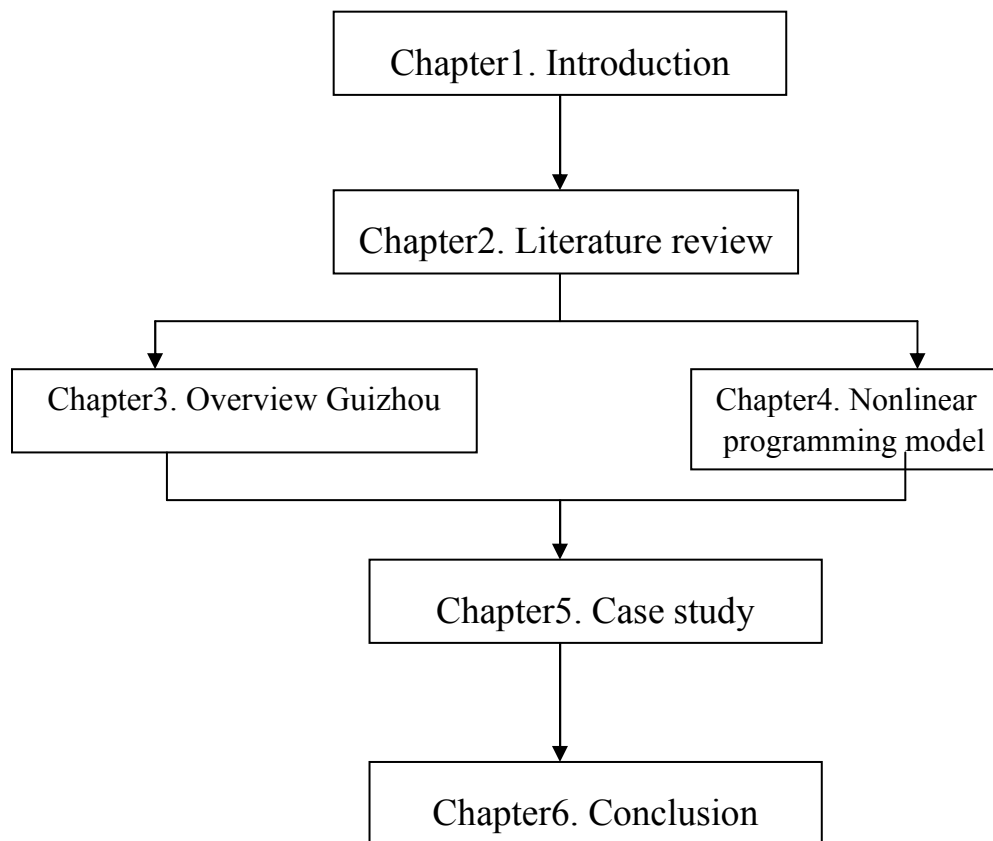 Chapter1. Introduction
Chapter2. Literature review
Chapter3. Overview Guizhou
Chapter4. Nonlinear
programming model
Chapter5. Case study
Chapter6. Conclusion